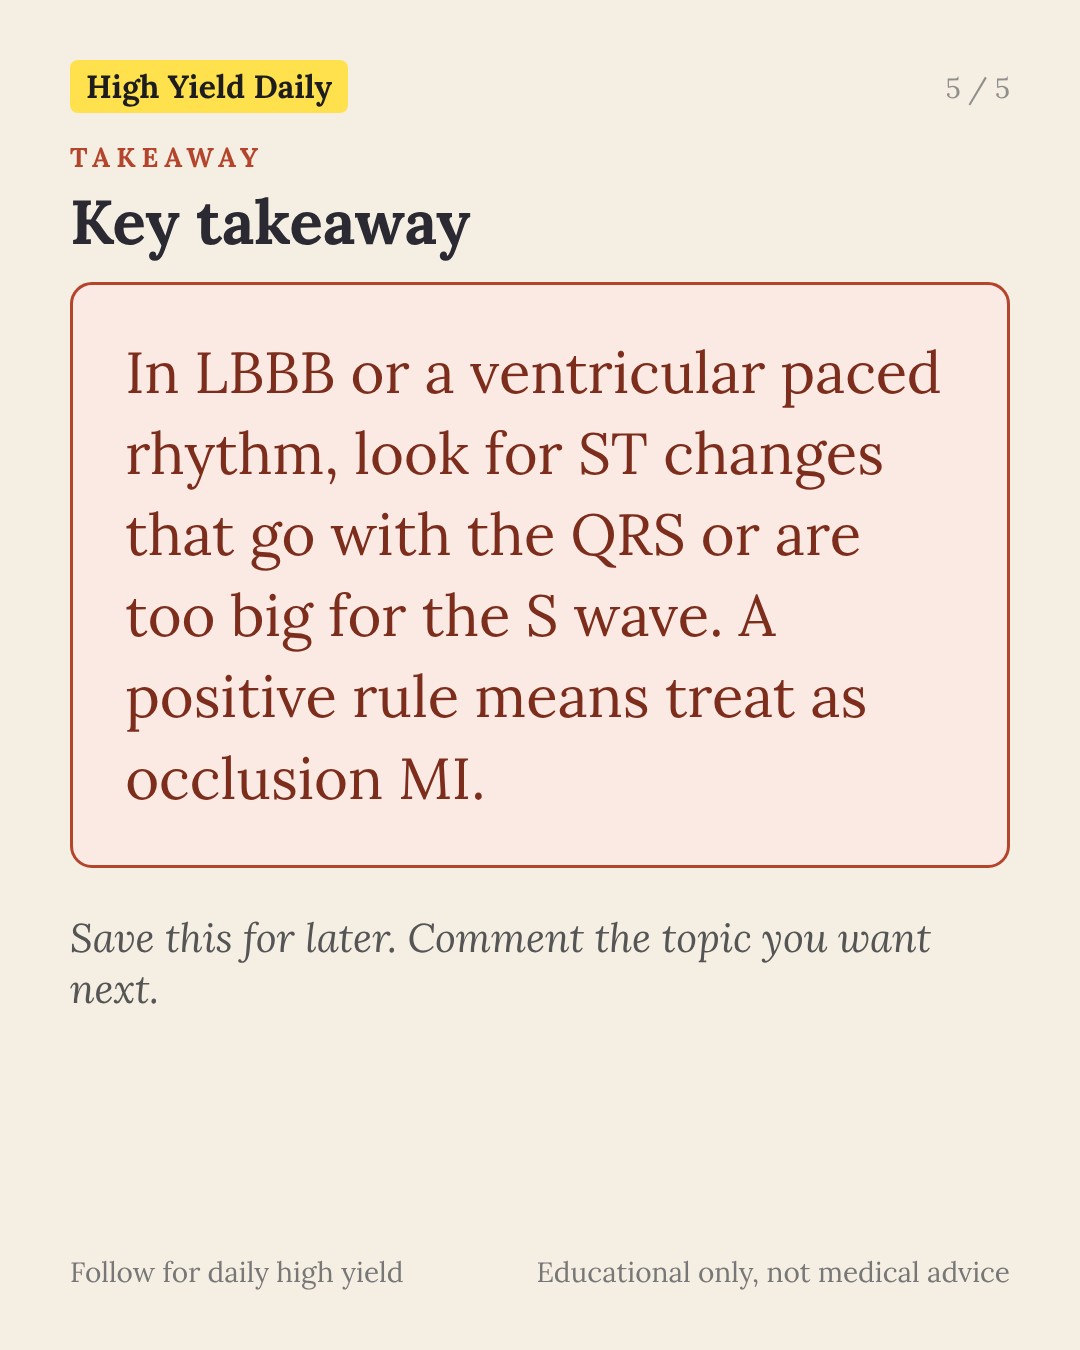 High Yield Daily
5 / 5
TAKEAWAY
Key takeaway
In LBBB or a ventricular paced
rhythm, look for ST changes
that go with the QRS or are
too big for the S wave. A
positive rule means treat as
occlusion MI.
Save this for later. Comment the topic you want
next.
Follow for daily high yield
Educational only, not medical advice